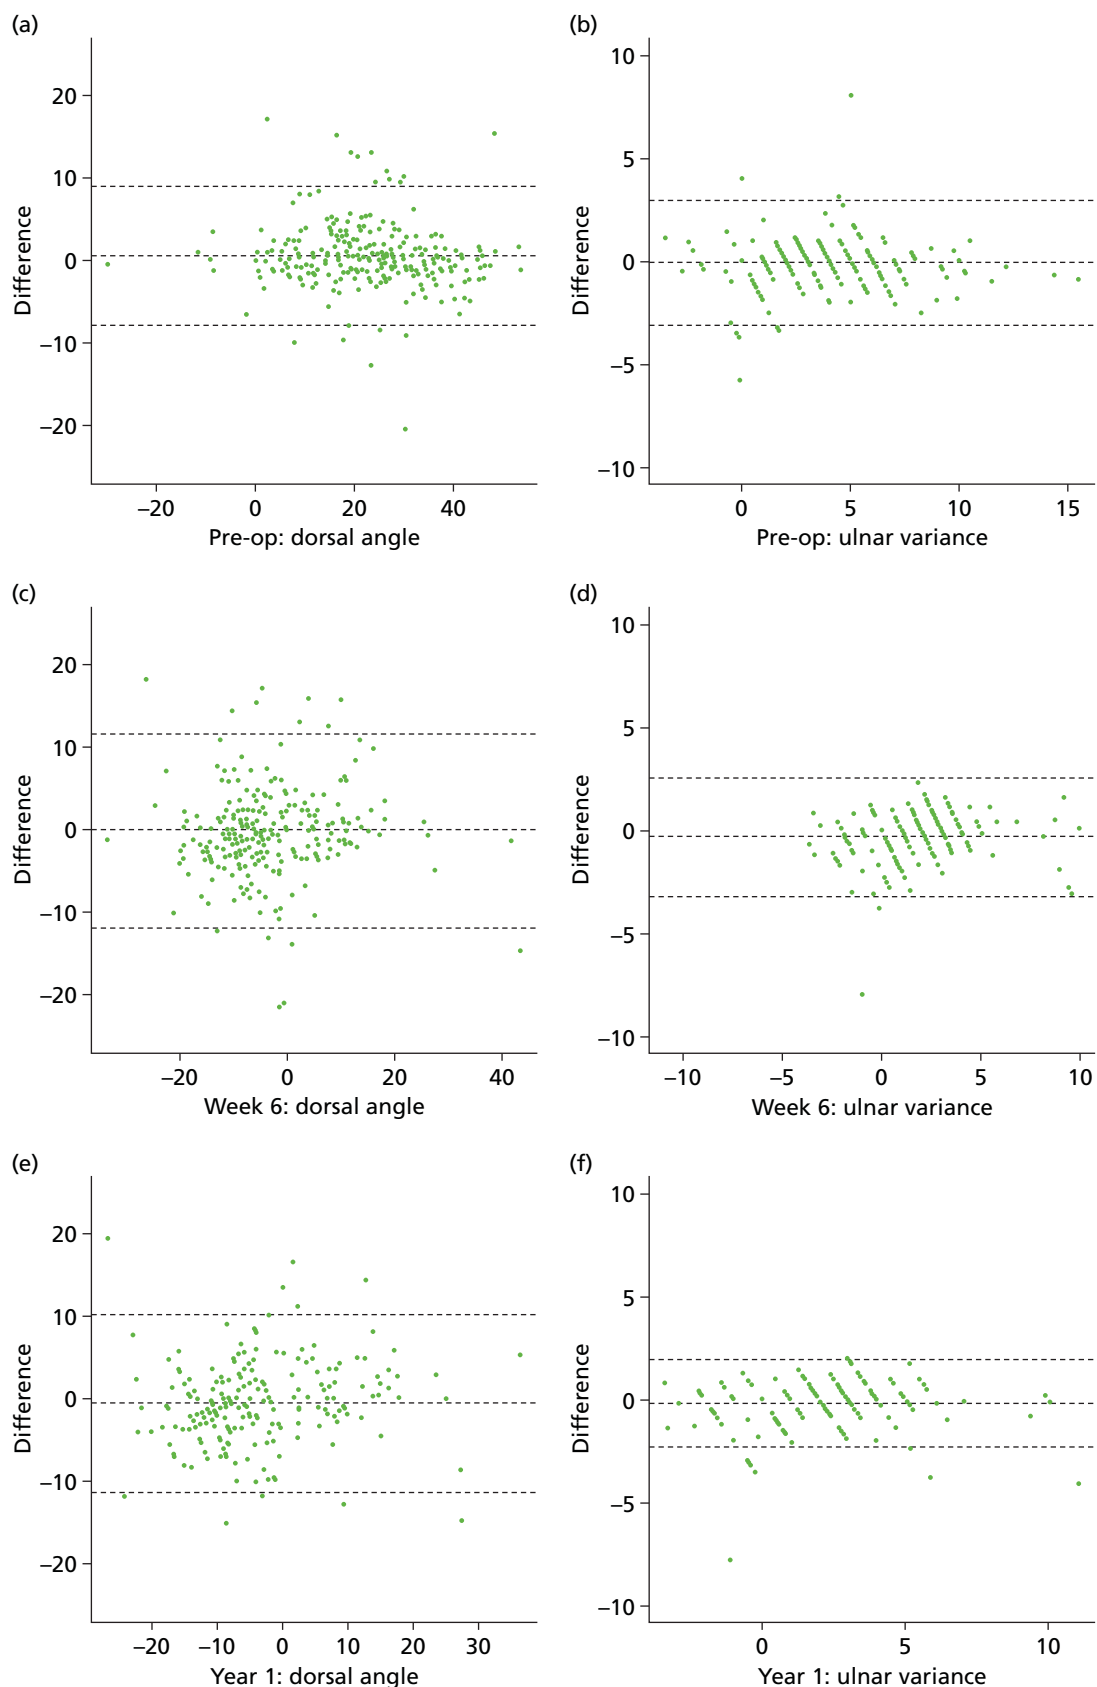 (a)
20
10
0
−10
−20
Difference
−20 0 20 40
Pre-op: dorsal angle
(b)
10
5
0
−5
−10
Difference
0 5 10 15
Pre-op: ulnar variance
(c)
20
10
0
−10
−20
Difference
−20 0 20 40
Week 6: dorsal angle
(d)
10
5
0
−5
−10
Difference
−10 −5 0 5 10
Week 6: ulnar variance
(e)
20
10
0
−10
−20
Difference
−20 −10 0 10 20 30
Year 1: dorsal angle
(f)
10
5
0
−5
−10
Difference
0 5 10
Year 1: ulnar variance